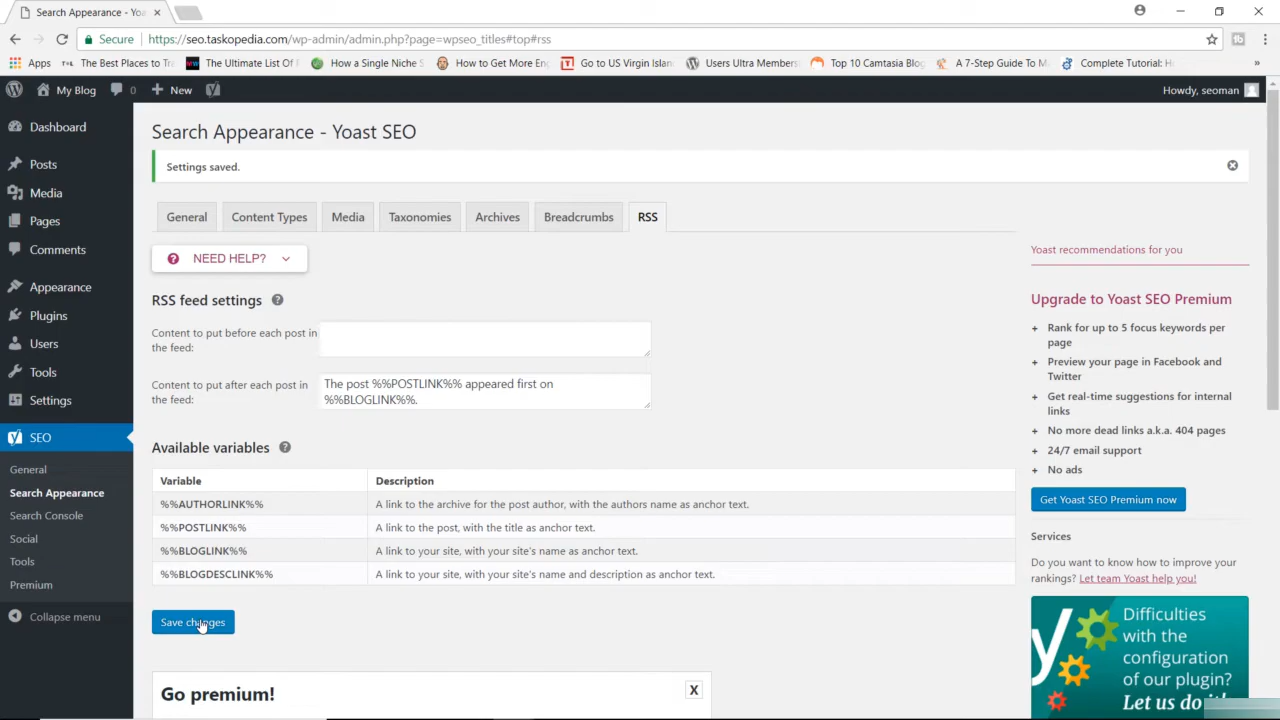 Search Appearance - Yoa
Secure
https://seo.taskopedia.com/wp-admin/admin.php?page=wpseo_titles#top#rss
Apps
The Best Places to Tr
The Ultimate List Of F
How a Single Niche S
How to Get More Eng
Go to US Virgin Island
Users Ultra Members
Top 10 Camtasia Blog
A 7-Step Guide To M
Complete Tutorial: H
»
My Blog
0
New
Howdy, seoman
Dashboard
Posts
Media
Pages
Comments
Appearance
Plugins
Users
Tools
Settings
SEO
General
Search Appearance
Search Console
Social
Tools
Premium
Collapse menu
Search Appearance - Yoast SEO
Settings saved.
General
Content Types
Media
Taxonomies
Archives
Breadcrumbs
RSS
NEED HELP?
RSS feed settings
Content to put before each post in
the feed:
Content to put after each post in
the feed:
The post %%POSTLINK%% appeared first on
%%BLOGLINK%%.
Available variables
Variable
Description
%%AUTHORLINK%%
A link to the archive for the post author, with the authors name as anchor text.
%%POSTLINK%%
A link to the post, with the title as anchor text.
%%BLOGLINK%%
A link to your site, with your site's name as anchor text.
%%BLOGDESCLINK%%
A link to your site, with your site's name and description as anchor text.
Save changes
Go premium!
X
Yoast recommendations for you
Upgrade to Yoast SEO Premium
+ Rank for up to 5 focus keywords per
page
+ Preview your page in Facebook and
Twitter
+ Get real-time suggestions for internal
links
+ No more dead links a.k.a. 404 pages
+ 24/7 email support
+ No ads
Get Yoast SEO Premium now
Services
Do you want to know how to improve your
rankings? Let team Yoast help you!
Difficulties
with the
configuration
of our plugin?
Let us do it!